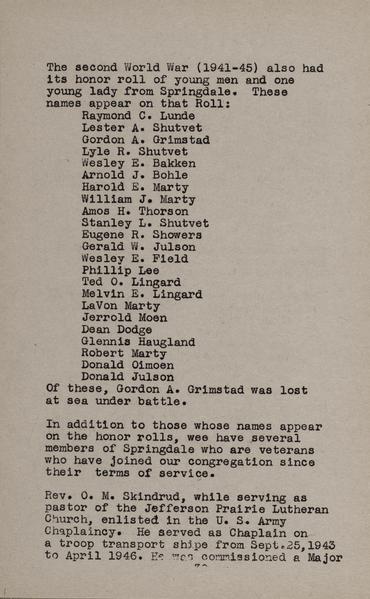 The second World War (1941-45) also had
its honor roll of young men and one
young lady from Springdale.  These
names appear on that Roll:
Raymond C. Lunde
Lester A. Shutvet
Gordon A. Grimstad
Lyle R. Shutvet
Wesley E. Bakken
Arnold J. Bohle
Harold E. Marty
William J. Marty
Amos H. Thorson
Stanley L. Shutvet
Eugene R. Showers
Gerald W. Julson
Wesley E. Field
Phillip Lee
Ted O. Lingard
Melvin E. Lingard
LaVon Marty
Jerrold Moen
Dean Dodge
Glennis Haugland
Robert Marty
Donald Oimoen
Donald Julson
Of these, Gordon A. Grimstad was lost
at sea under battle.
In addition to those whose names appear
on the honor rolls, wee have several
members of Springdale who are veterans
who have joined our congregation since
their  terms of service.
Rev. O. M. Skindrud, while serving as
pastor of the Jefferson Prairie Lutheran
Church, enlisted in the U. S. Army
Chaplaincy.  He served as Chaplain on
a troop transport shipe from Sept.25,1943
to April 1946. He was commissioned a Major